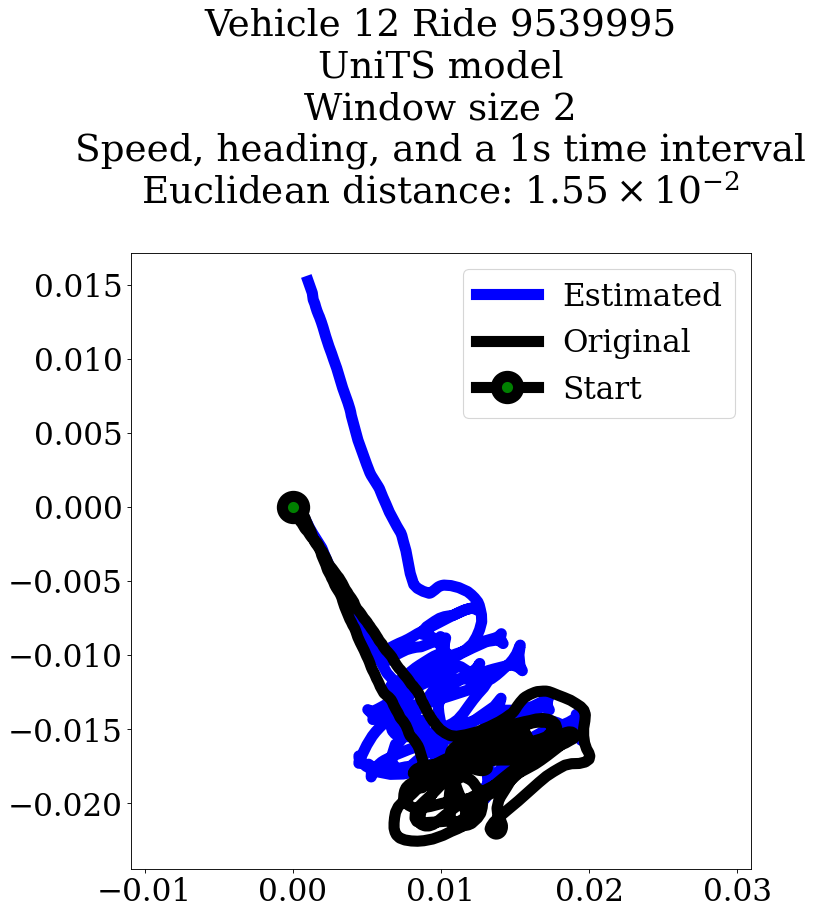 Vehicle 12 Ride 9539995
UniTS model
Window size 2
Speed, heading, and a 1s time interval
Euclidean distance: 1.55 × 10⁻²
Estimated
Original
Start
0.015
0.010
0.005
0.000
−0.005
−0.010
−0.015
−0.020
−0.01 0.00 0.01 0.02 0.03